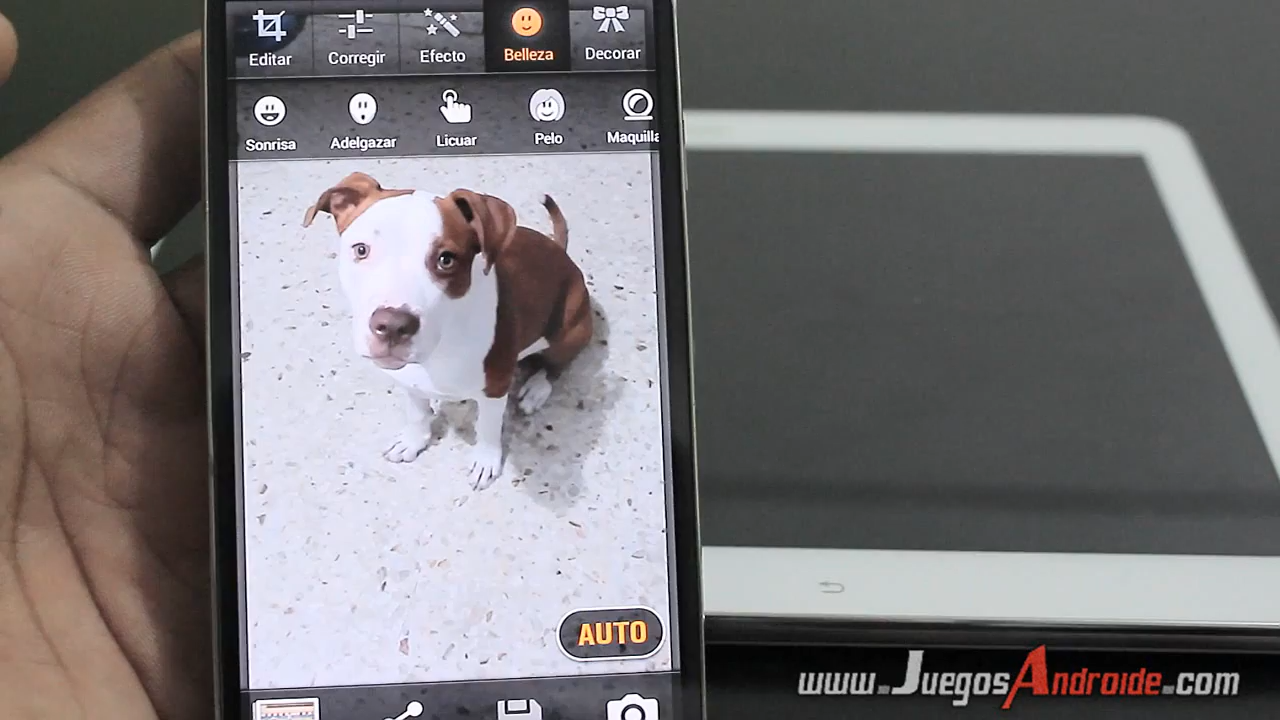 Editar Corregir Efecto Belleza Decorar
Sonrisa Adelgazar Licuar Pelo Maquilla
AUTO
www.JuegosAndroide.com